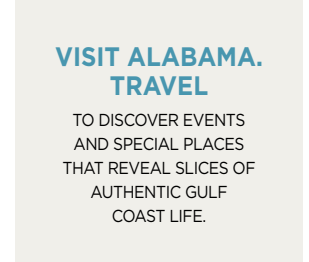 VISIT ALABAMA.
TRAVEL
TO DISCOVER EVENTS
AND SPECIAL PLACES
THAT REVEAL SLICES OF
AUTHENTIC GULF
COAST LIFE.